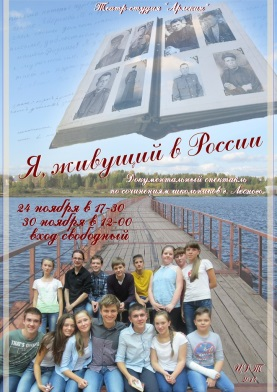 Театр-студия "Арлекин"
Я, живущий в России
Документальный спектакль
по сочинениям школьников г. Лесного
24 ноября в 17-30
30 ноября в 12-00
вход свободный